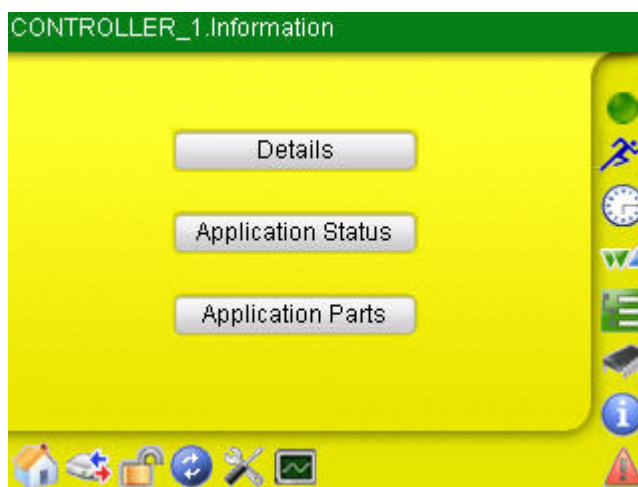 CONTROLLER_1.Information
Details
Application Status
Application Parts